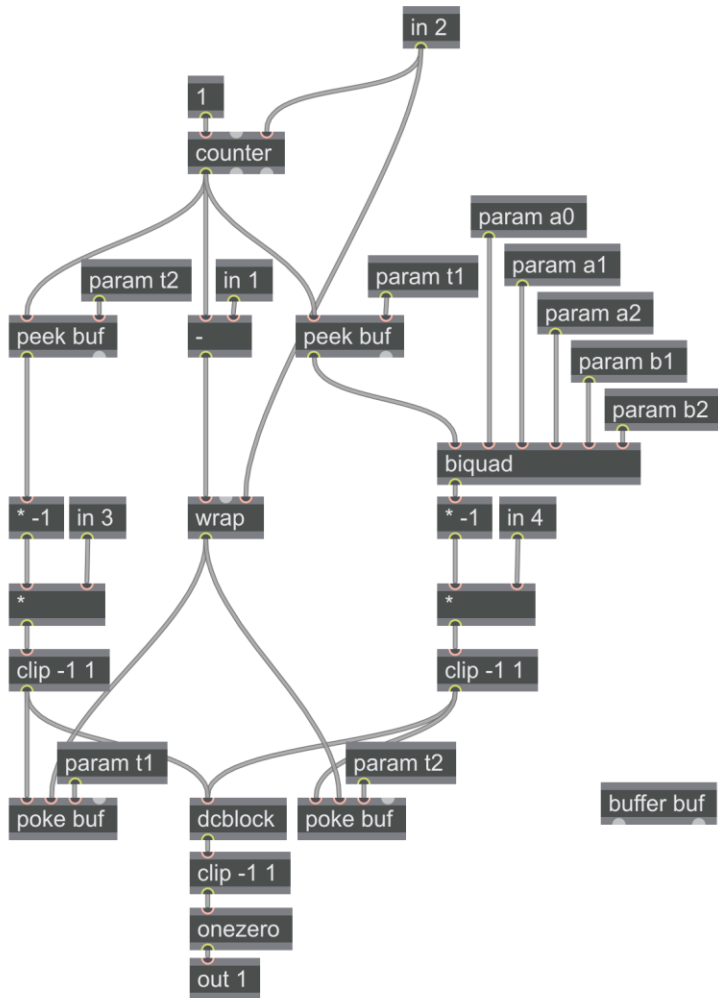 in 2
1
counter
param a0
param t2
in 1
param t1
param a1
param a2
peek buf
-
peek buf
param b1
param b2
biquad
* -1
in 3
wrap
* -1
in 4
*
*
clip -1 1
clip -1 1
param t1
param t2
poke buf
dcblock
poke buf
buffer buf
clip -1 1
onezero
out 1